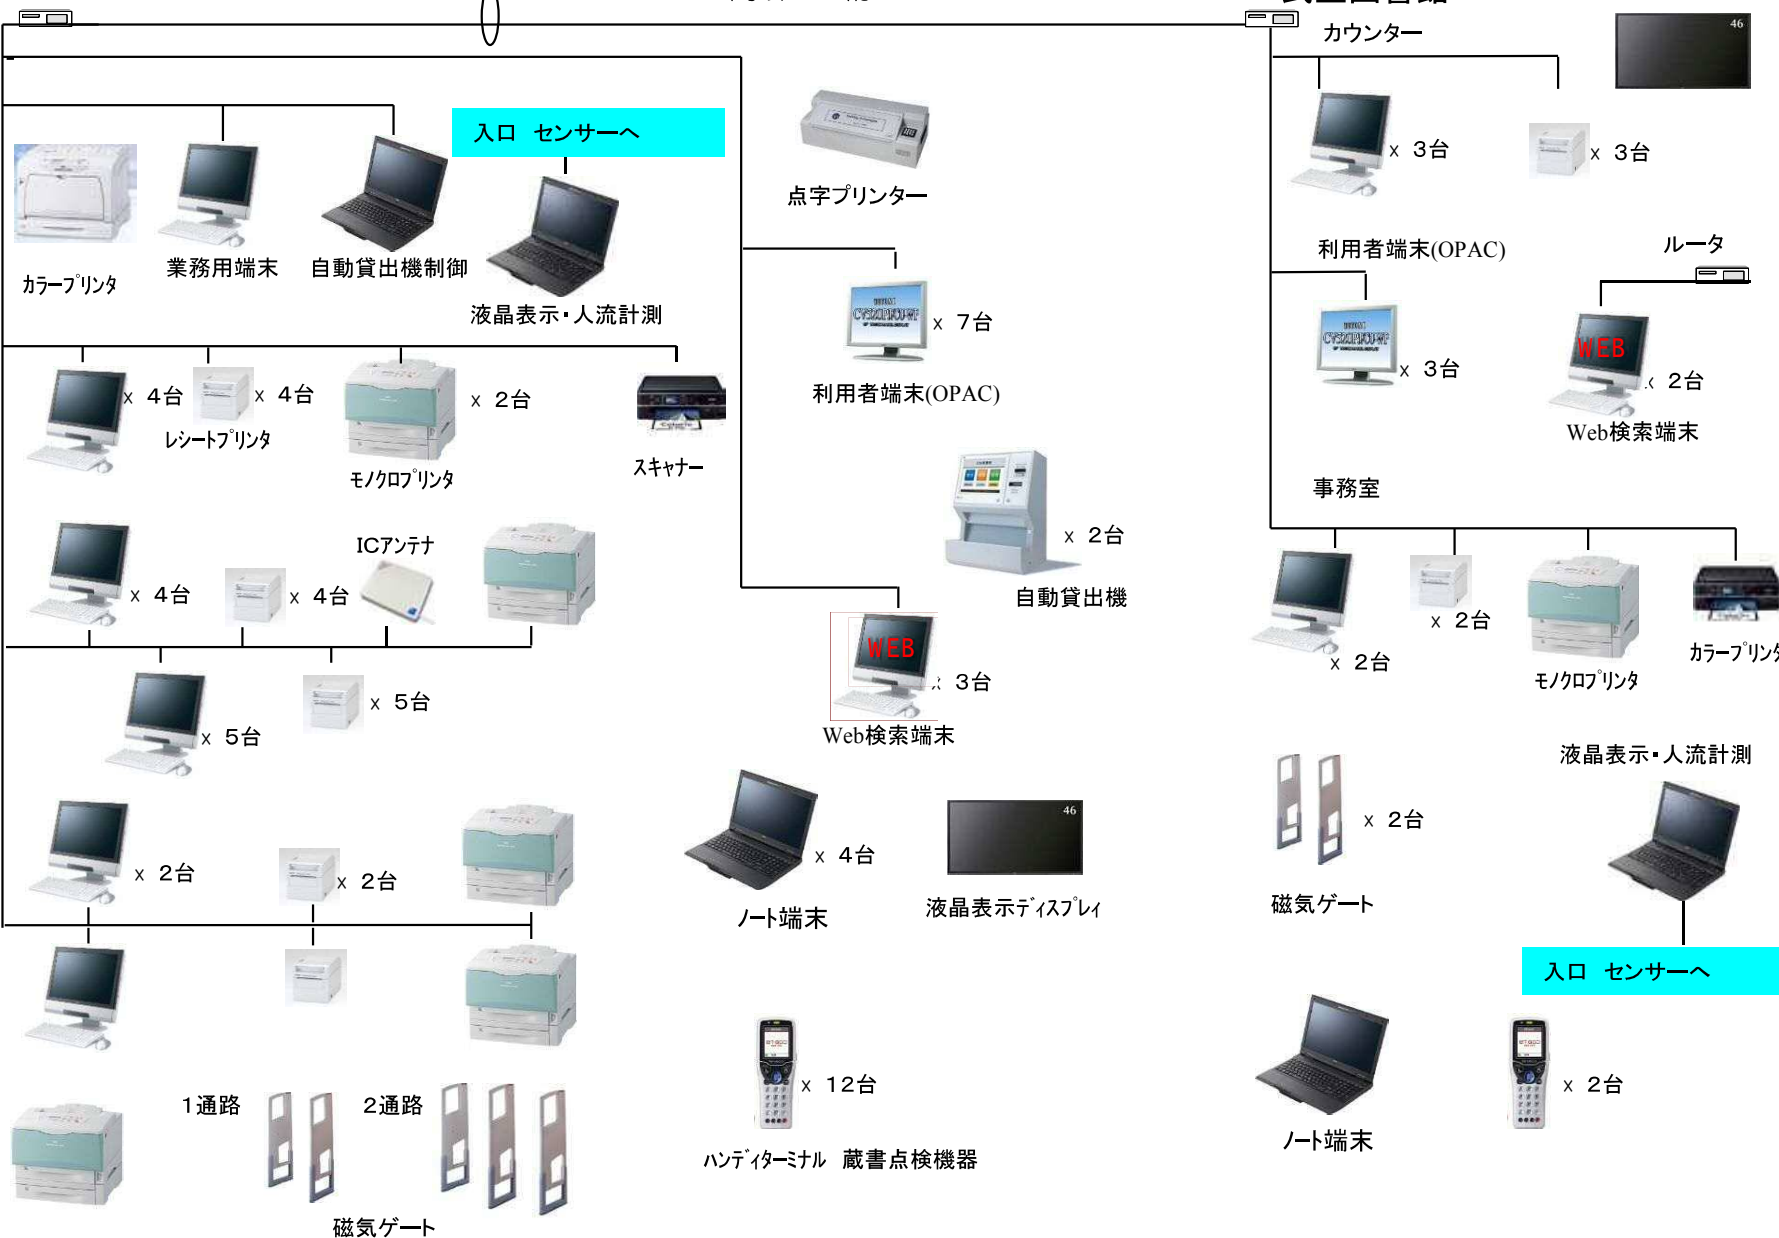 カウンター
46
入口 センサーへ
x 3台
x 3台
点字プリンター
利用者端末(OPAC)
ルータ
カラープリンタ
業務用端末
自動貸出機制御
液晶表示・人流計測
x 7台
WEB
x 4台
x 4台
x 2台
x 3台
x 2台
利用者端末(OPAC)
レシートプリンタ
Web検索端末
モノクロプリンタ
スキャナー
事務室
ICアンテナ
x 2台
x 4台
x 4台
自動貸出機
x 2台
WEB
x 2台
カラープリンタ
x 3台
モノクロプリンタ
x 5台
x 5台
Web検索端末
液晶表示・人流計測
46
x 2台
x 4台
x 2台
x 2台
磁気ゲート
ノート端末
液晶表示ディスプレィ
入口 センサーへ
x 12台
x 2台
1通路
2通路
ノート端末
ハンディターミナル 蔵書点検機器
磁気ゲート